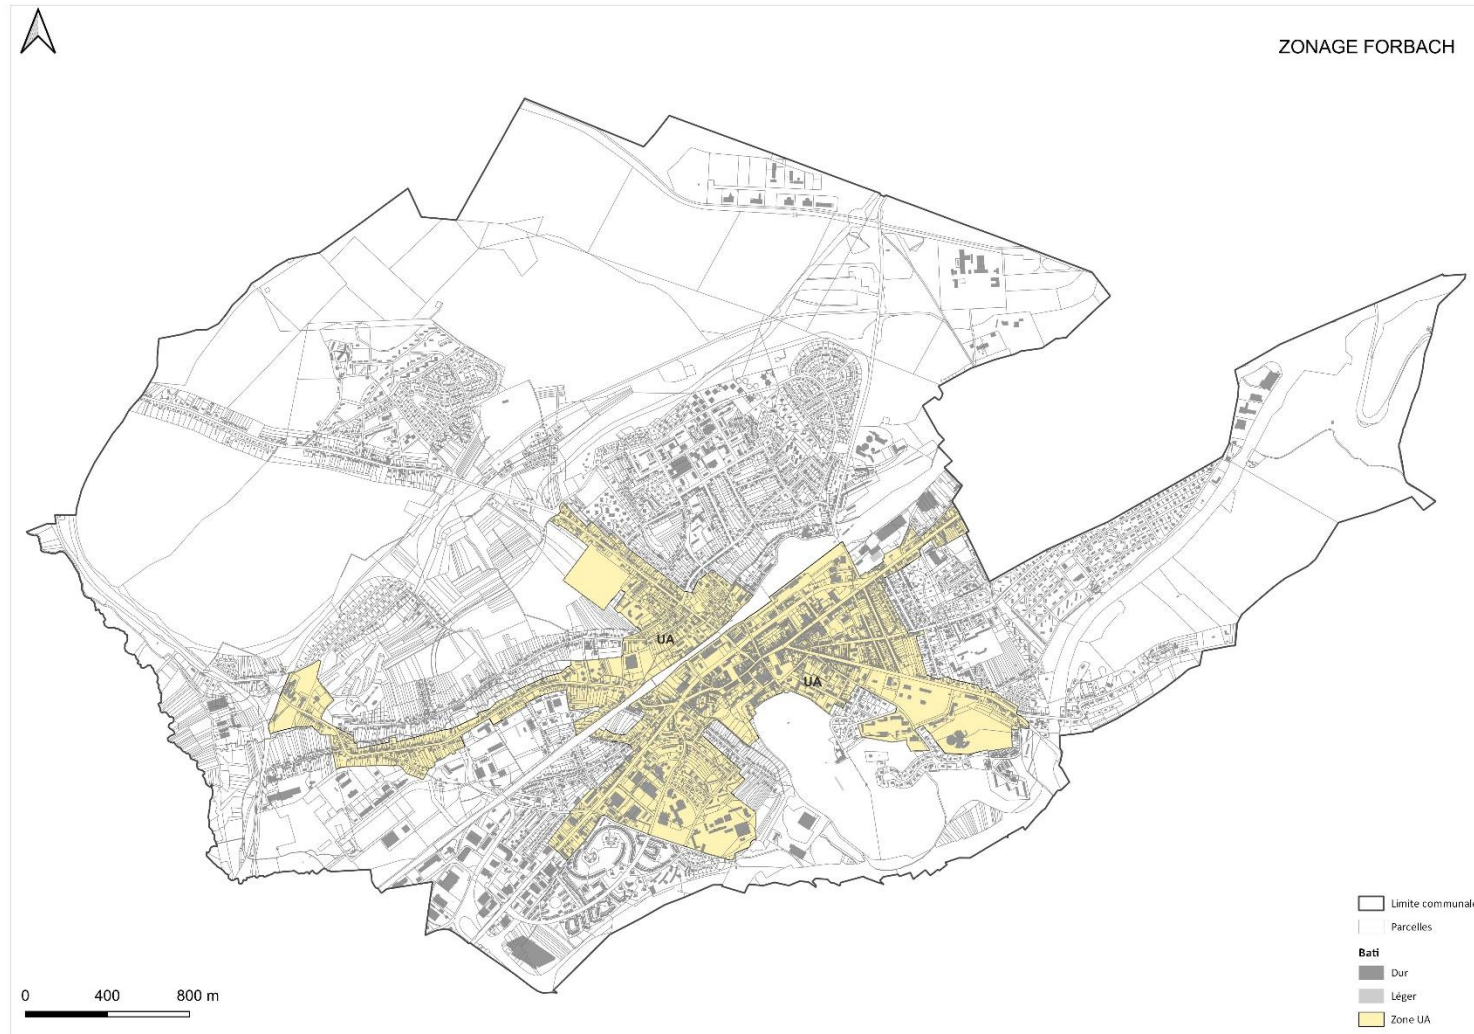 ZONAGE FORBACH
UA
UA
Limite communale
Parcelles
Bati
Dur
Léger
Zone UA
0 400 800 m